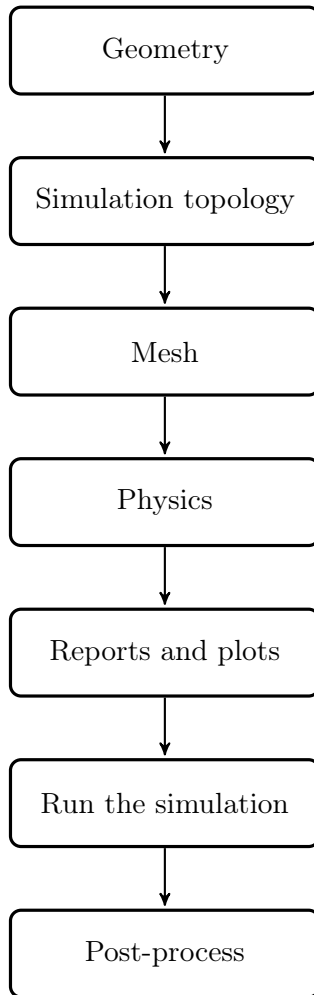 Geometry
Simulation topology
Mesh
Physics
Reports and plots
Run the simulation
Post-process